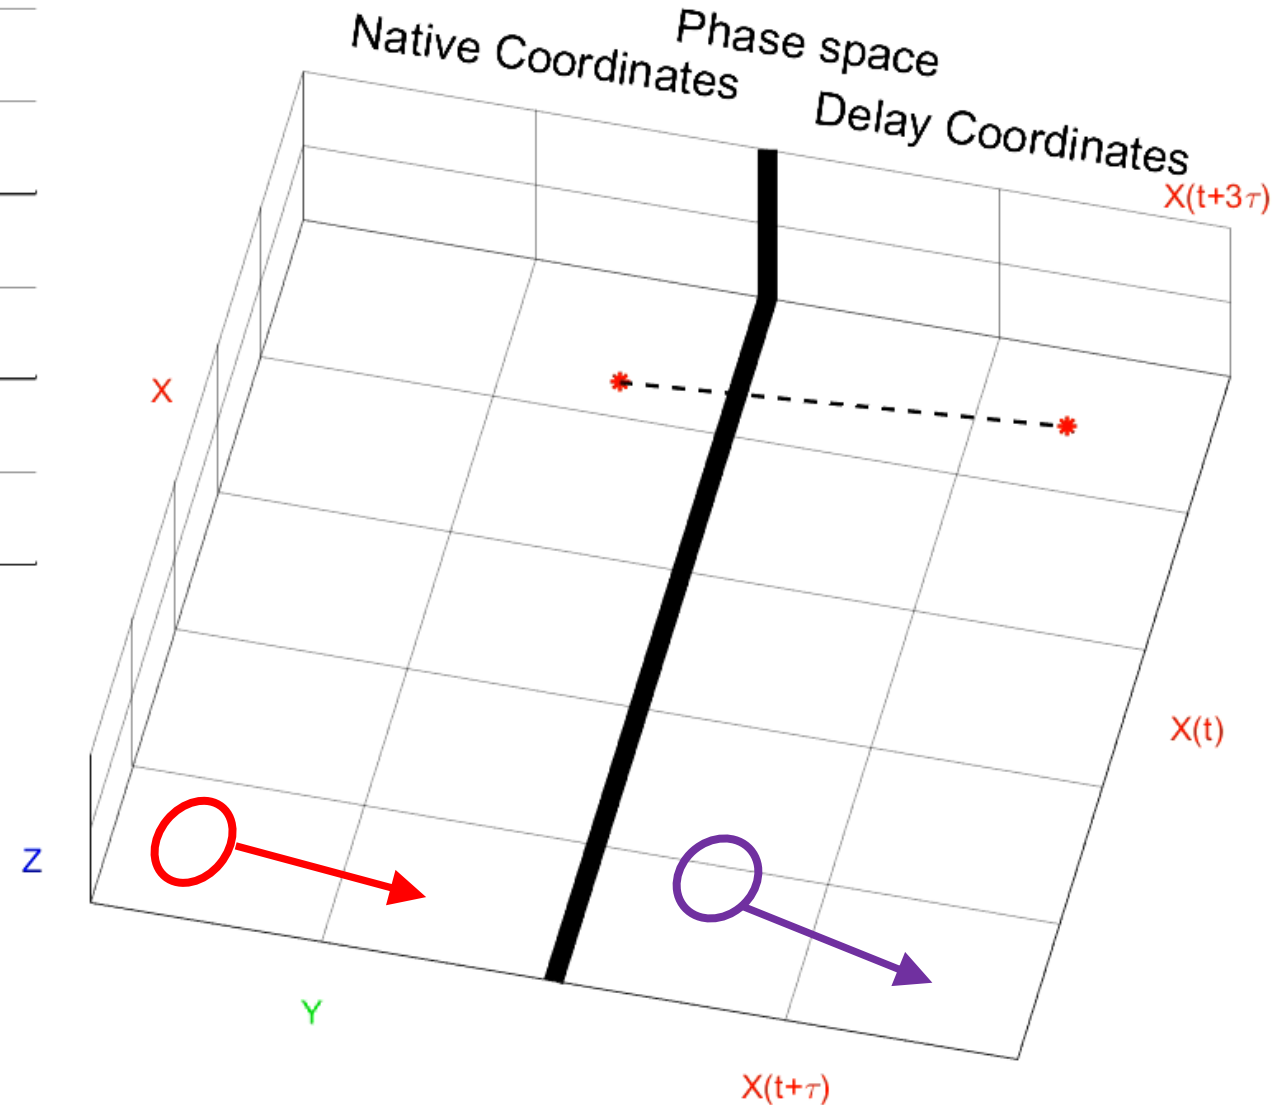 Phase space
Native Coordinates
Delay Coordinates
X(t+3τ)
X
X(t)
Z
Y
X(t+τ)